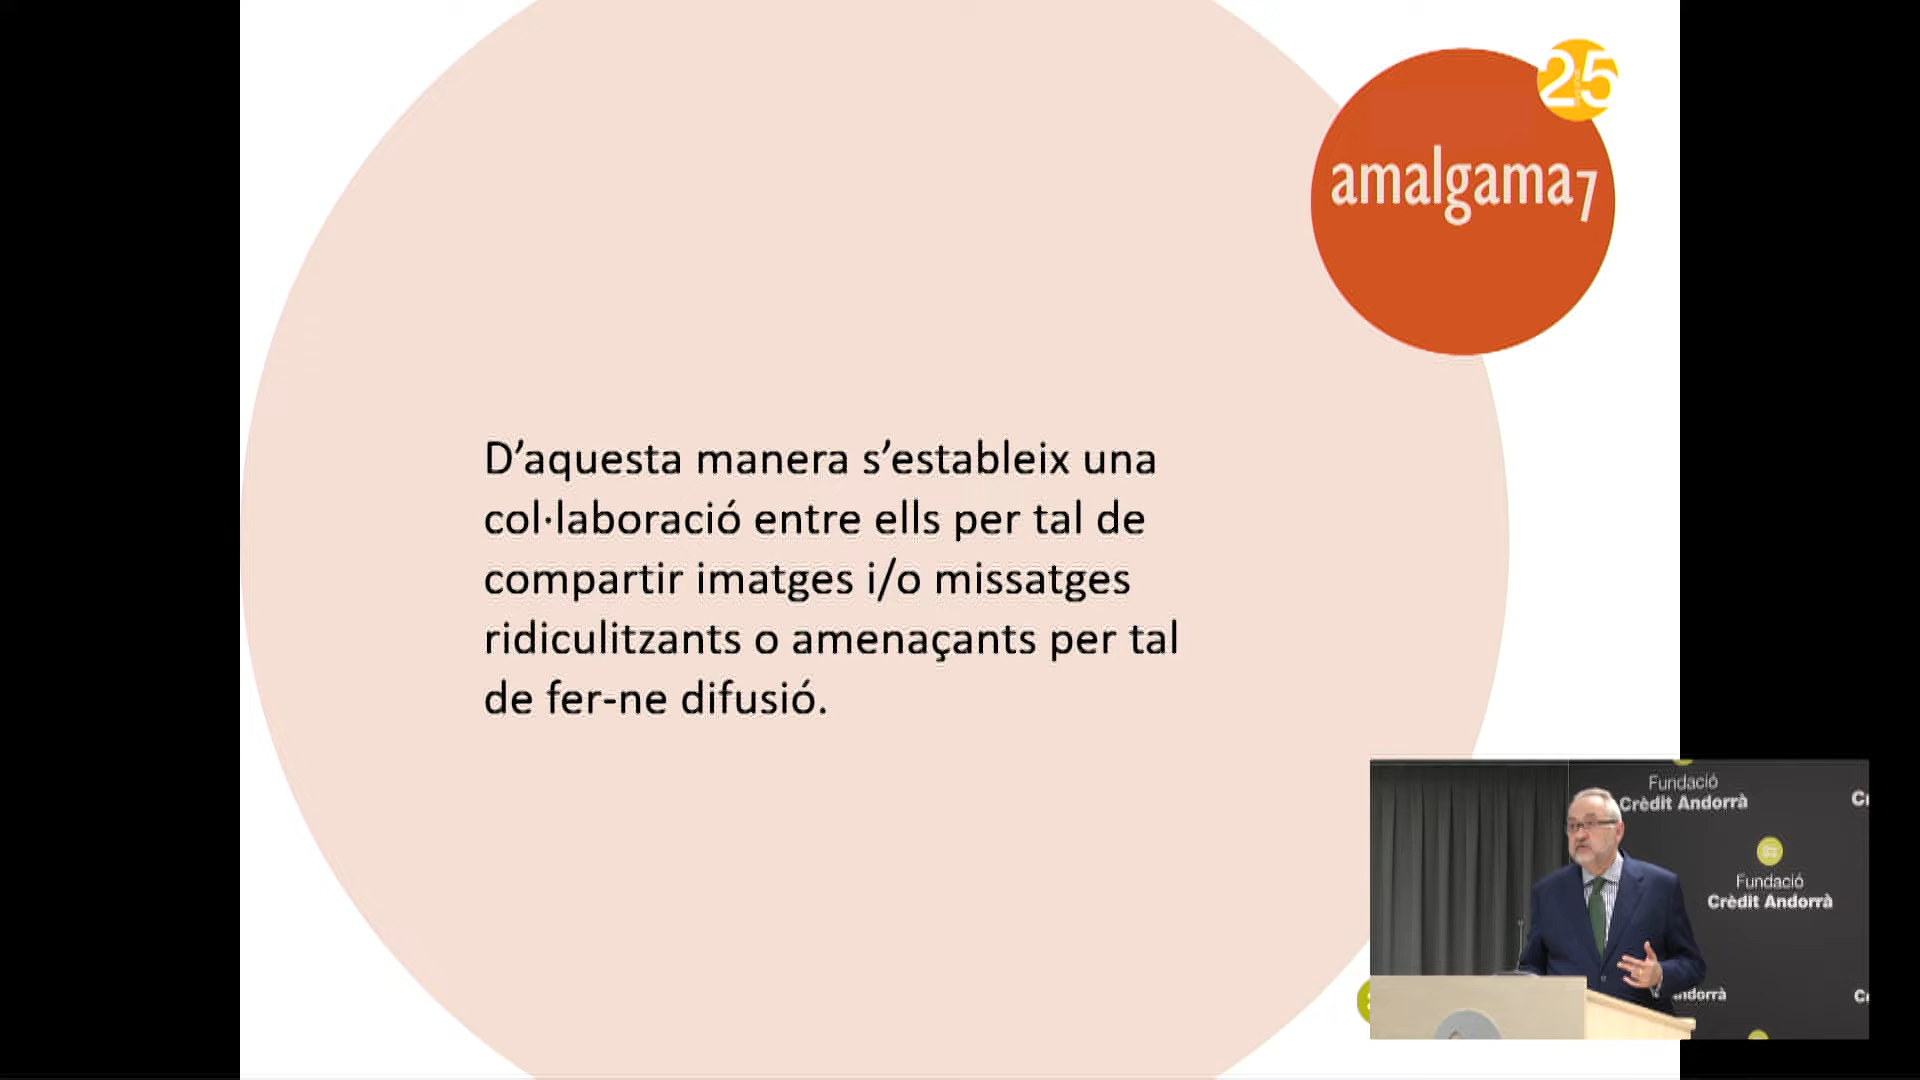 25
amalgama7
D’aquesta manera s’estableix una
col·laboració entre ells per tal de
compartir imatges i/o missatges
ridiculitzants o amenaçants per tal
de fer-ne difusió.
Fundació
Crèdit Andorrà
Fundació
Crèdit Andorrà